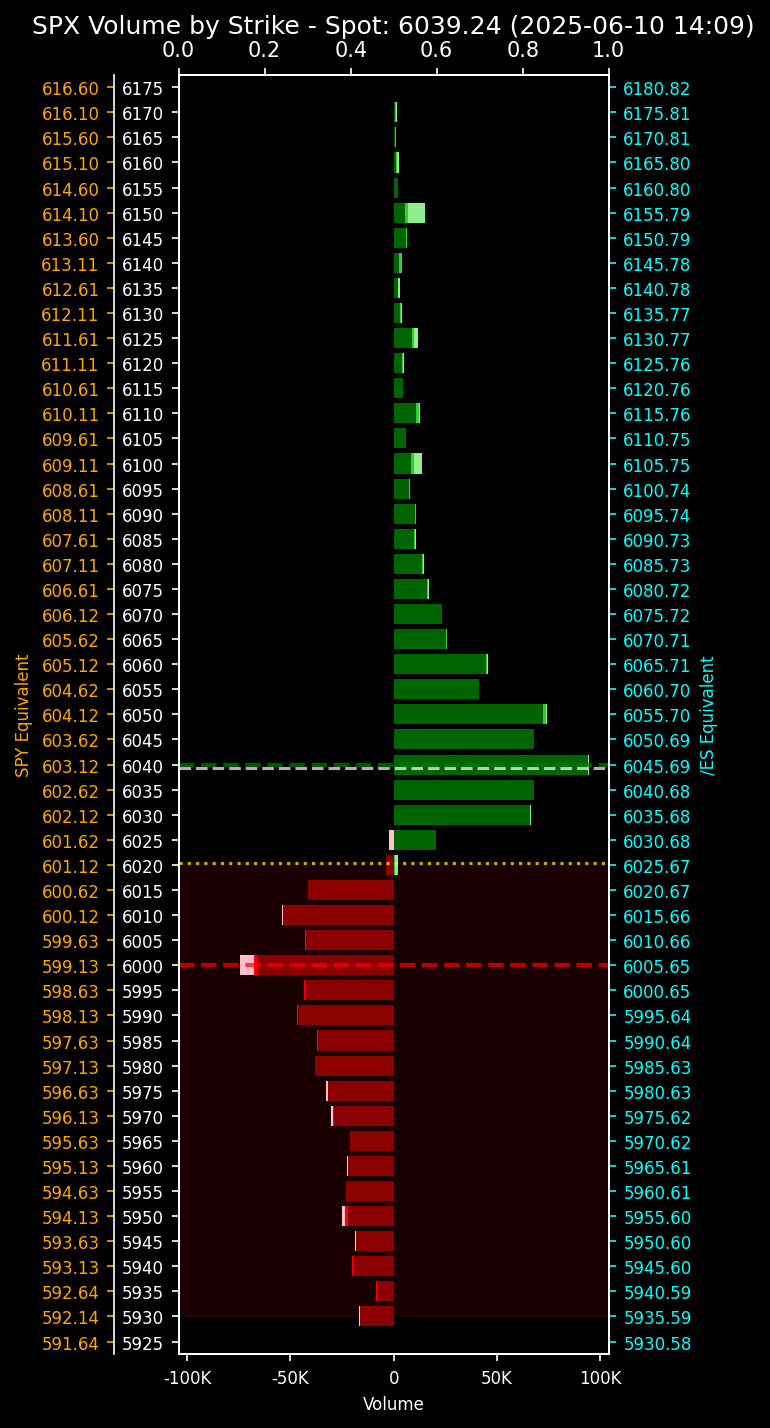 SPX Volume by Strike - Spot: 6039.24 (2025-06-10 14:09)
0.0 0.2 0.4 0.6 0.8 1.0
616.60 6175 6180.82
616.10 6170 6175.81
615.60 6165 6170.81
615.10 6160 6165.80
614.60 6155 6160.80
614.10 6150 6155.79
613.60 6145 6150.79
613.11 6140 6145.78
612.61 6135 6140.78
612.11 6130 6135.77
611.61 6125 6130.77
611.11 6120 6125.76
610.61 6115 6120.76
610.11 6110 6115.76
609.61 6105 6110.75
609.11 6100 6105.75
608.61 6095 6100.74
608.11 6090 6095.74
607.61 6085 6090.73
607.11 6080 6085.73
606.61 6075 6080.72
606.12 6070 6075.72
605.62 6065 6070.71
605.12 6060 6065.71
604.62 6055 6060.70
604.12 6050 6055.70
603.62 6045 6050.69
603.12 6040 6045.69
602.62 6035 6040.68
602.12 6030 6035.68
601.62 6025 6030.68
601.12 6020 6025.67
600.62 6015 6020.67
600.12 6010 6015.66
599.63 6005 6010.66
599.13 6000 6005.65
598.63 5995 6000.65
598.13 5990 5995.64
597.63 5985 5990.64
597.13 5980 5985.63
596.63 5975 5980.63
596.13 5970 5975.62
595.63 5965 5970.62
595.13 5960 5965.61
594.63 5955 5960.61
594.13 5950 5955.60
593.63 5945 5950.60
593.13 5940 5945.60
592.64 5935 5940.59
592.14 5930 5935.59
591.64 5925 5930.58
SPY Equivalent
/ES Equivalent
-100K -50K 0 50K 100K
Volume